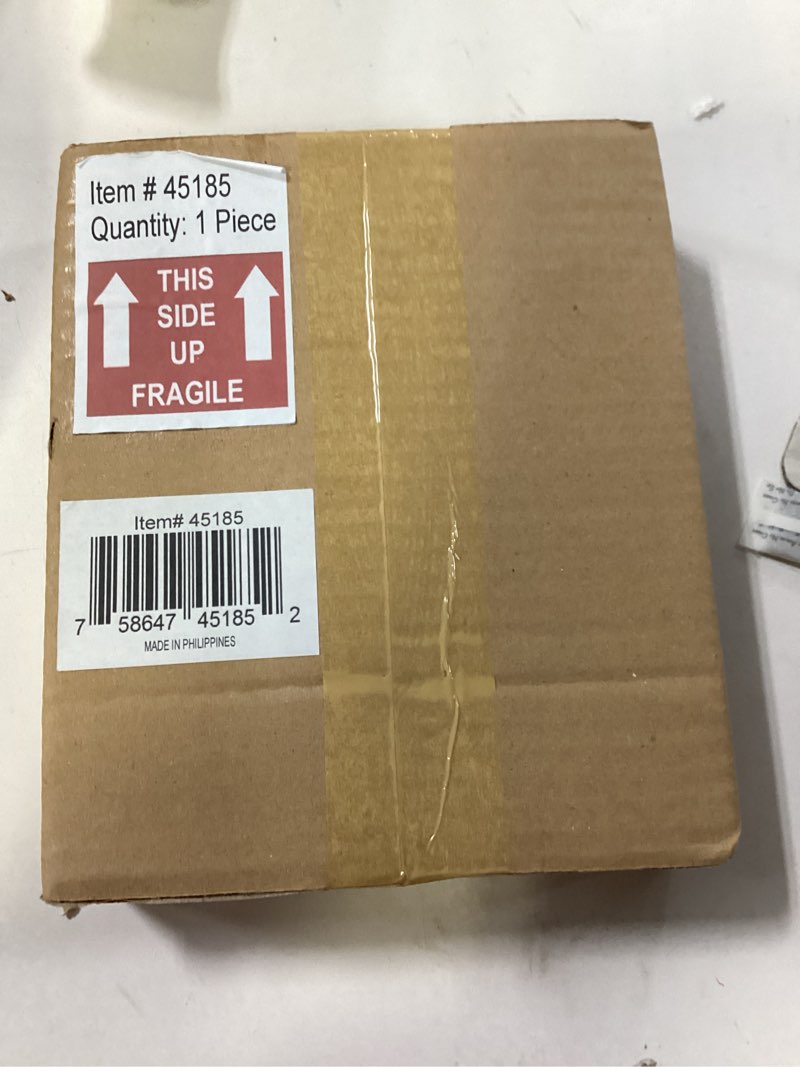 Item # 45185
Quantity: 1 Piece
THIS
SIDE
UP
FRAGILE
Item# 45185
7 58647 45185 2
MADE IN PHILIPPINES